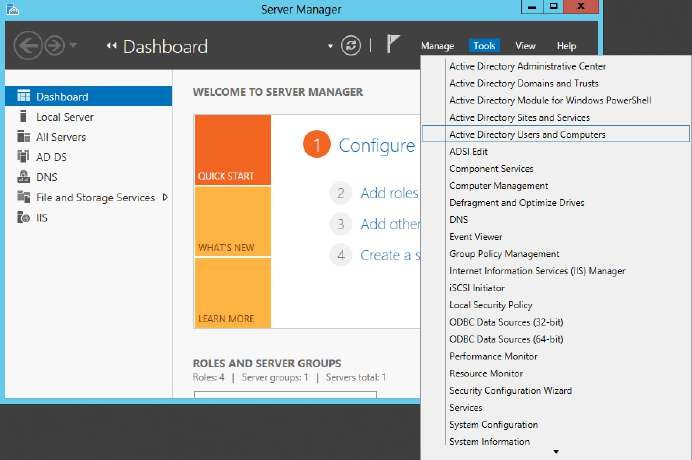 Server Manager
Dashboard
Manage Tools View Help
Dashboard
Local Server
All Servers
AD DS
DNS
File and Storage Services
IIS
WELCOME TO SERVER MANAGER
QUICK START
WHAT'S NEW
LEARN MORE
1 Configure
2 Add roles
3 Add other
4 Create a s
ROLES AND SERVER GROUPS
Roles: 4 | Server groups: 1 | Servers total: 1
Active Directory Administrative Center
Active Directory Domains and Trusts
Active Directory Module for Windows PowerShell
Active Directory Sites and Services
Active Directory Users and Computers
ADSI Edit
Component Services
Computer Management
Defragment and Optimize Drives
DNS
Event Viewer
Group Policy Management
Internet Information Services (IIS) Manager
iSCSI Initiator
Local Security Policy
ODBC Data Sources (32-bit)
ODBC Data Sources (64-bit)
Performance Monitor
Resource Monitor
Security Configuration Wizard
Services
System Configuration
System Information